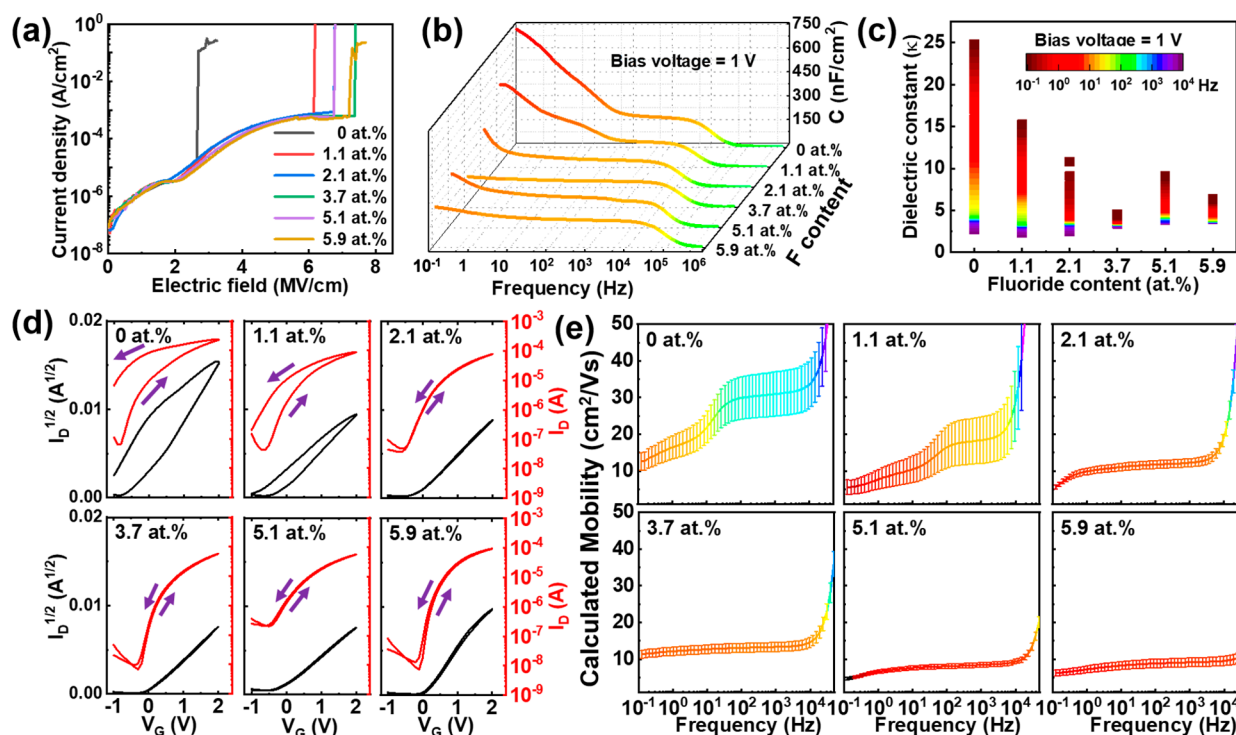 (a)
Current density (A/cm²)
10⁰
10⁻²
10⁻⁴
10⁻⁶
10⁻⁸
0 at.%
1.1 at.%
2.1 at.%
3.7 at.%
5.1 at.%
5.9 at.%
0 2 4 6 8
Electric field (MV/cm)
(b)
Bias voltage = 1 V
750
600
450
300
150
C (nF/cm²)
0 at.%
1.1 at.%
2.1 at.%
3.7 at.%
5.1 at.%
5.9 at.%
F content
10⁻¹ 1 10 10² 10³ 10⁴ 10⁵ 10⁶
Frequency (Hz)
(c)
Dielectric constant (κ)
25
20
15
10
5
0
Bias voltage = 1 V
10⁻¹ 10⁰ 10¹ 10² 10³ 10⁴ Hz
0 1.1 2.1 3.7 5.1 5.9
Fluoride content (at.%)
(d)
I_D^1/2 (A^1/2)
0.02
0.01
0.00
0 at.%
1.1 at.%
2.1 at.%
10⁻³
10⁻⁴
10⁻⁵
10⁻⁶
10⁻⁷
10⁻⁸
10⁻⁹
I_D (A)
I_D^1/2 (A^1/2)
0.02
0.01
0.00
3.7 at.%
5.1 at.%
5.9 at.%
10⁻³
10⁻⁴
10⁻⁵
10⁻⁶
10⁻⁷
10⁻⁸
10⁻⁹
I_D (A)
-1 0 1 2
-1 0 1 2
-1 0 1 2
V_G (V)
V_G (V)
V_G (V)
(e)
Calculated Mobility (cm²/Vs)
50
40
30
20
10
0 at.%
1.1 at.%
2.1 at.%
50
40
30
20
10
3.7 at.%
5.1 at.%
5.9 at.%
10⁻¹ 10⁰ 10¹ 10² 10³ 10⁴
10⁻¹ 10⁰ 10¹ 10² 10³ 10⁴
10⁻¹ 10⁰ 10¹ 10² 10³ 10⁴
Frequency (Hz)
Frequency (Hz)
Frequency (Hz)